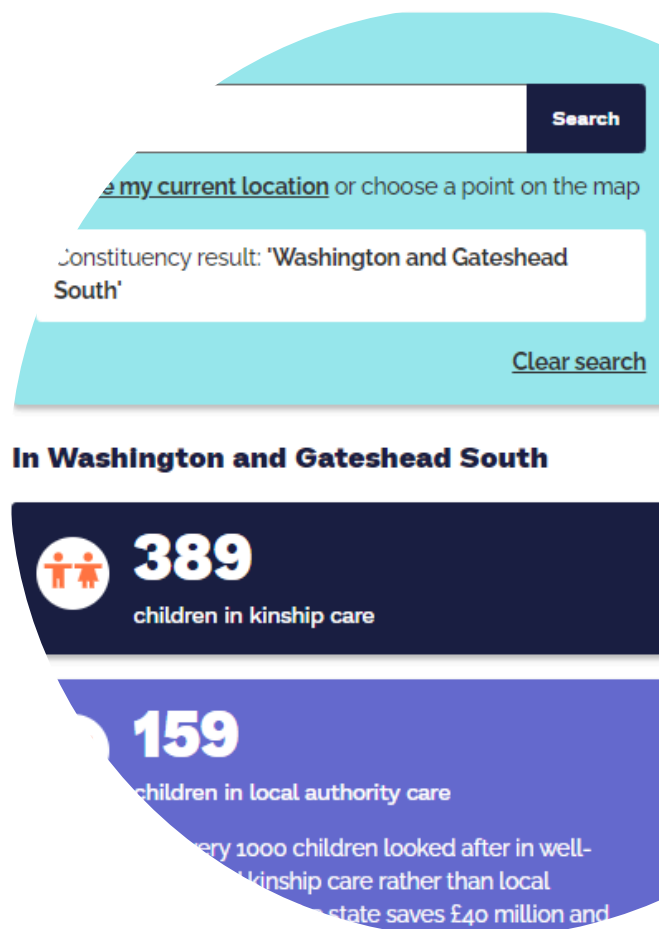 Search
my current location or choose a point on the map
Constituency result: 'Washington and Gateshead
South'
Clear search
In Washington and Gateshead South
389
children in kinship care
159
children in local authority care
1000 children looked after in well-
kinship care rather than local
state saves £40 million and